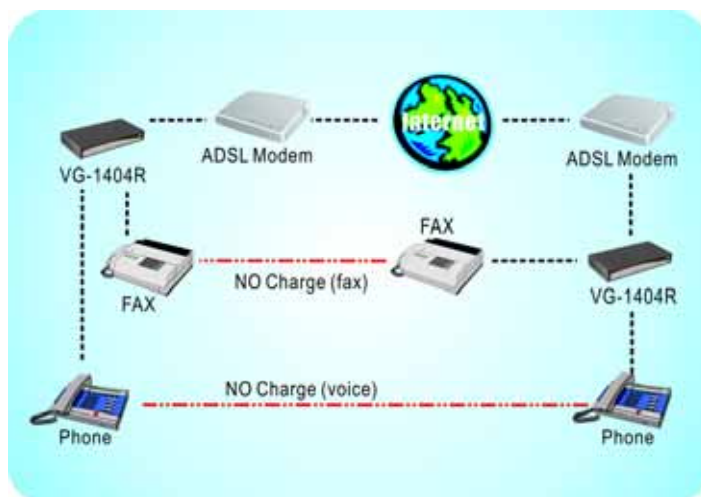 Internet
ADSL Modem
ADSL Modem
VG-1404R
FAX
FAX
NO Charge (fax)
VG-1404R
NO Charge (voice)
Phone
Phone